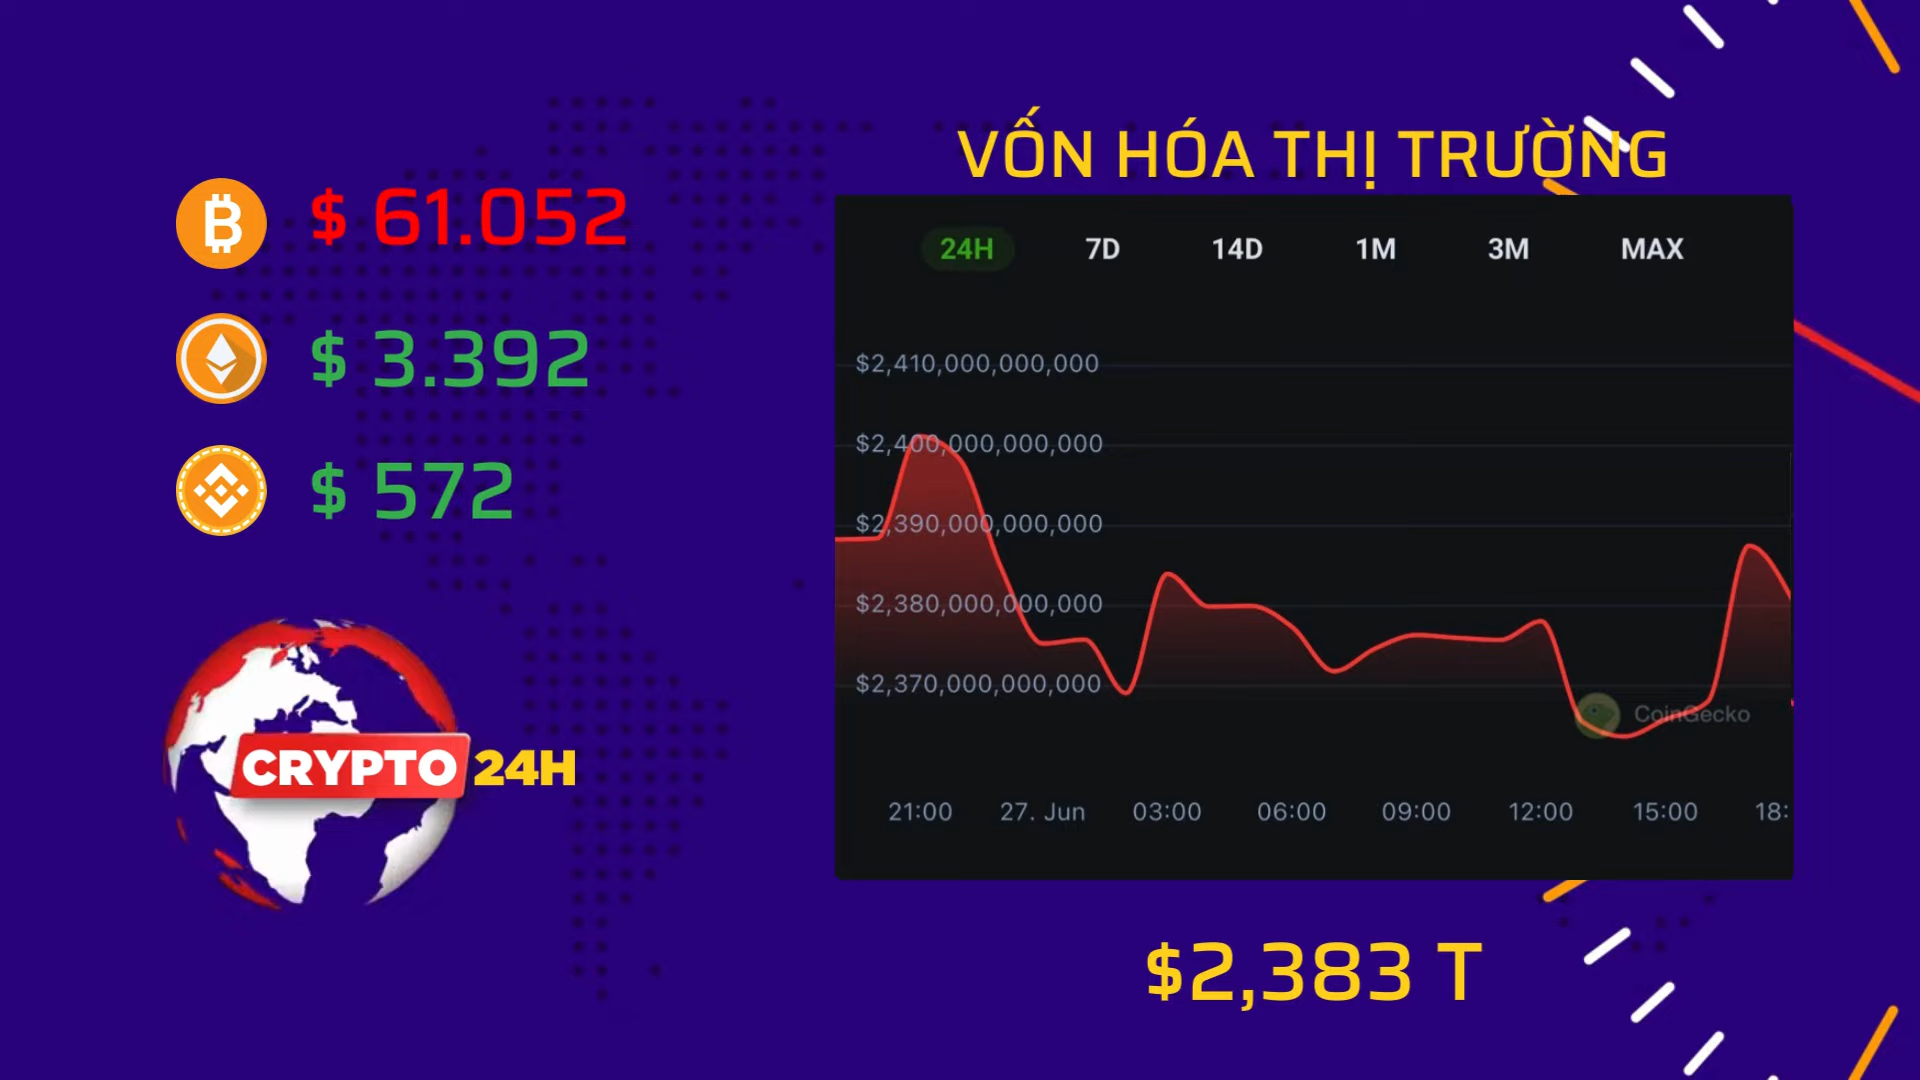 $ 61.052
$ 3.392
$ 572
CRYPTO 24H
VỐN HÓA THỊ TRƯỜNG
24H 7D 14D 1M 3M MAX
$2,410,000,000,000
$2,400,000,000,000
$2,390,000,000,000
$2,380,000,000,000
$2,370,000,000,000
CoinGecko
21:00 27. Jun 03:00 06:00 09:00 12:00 15:00 18:
$2,383 T